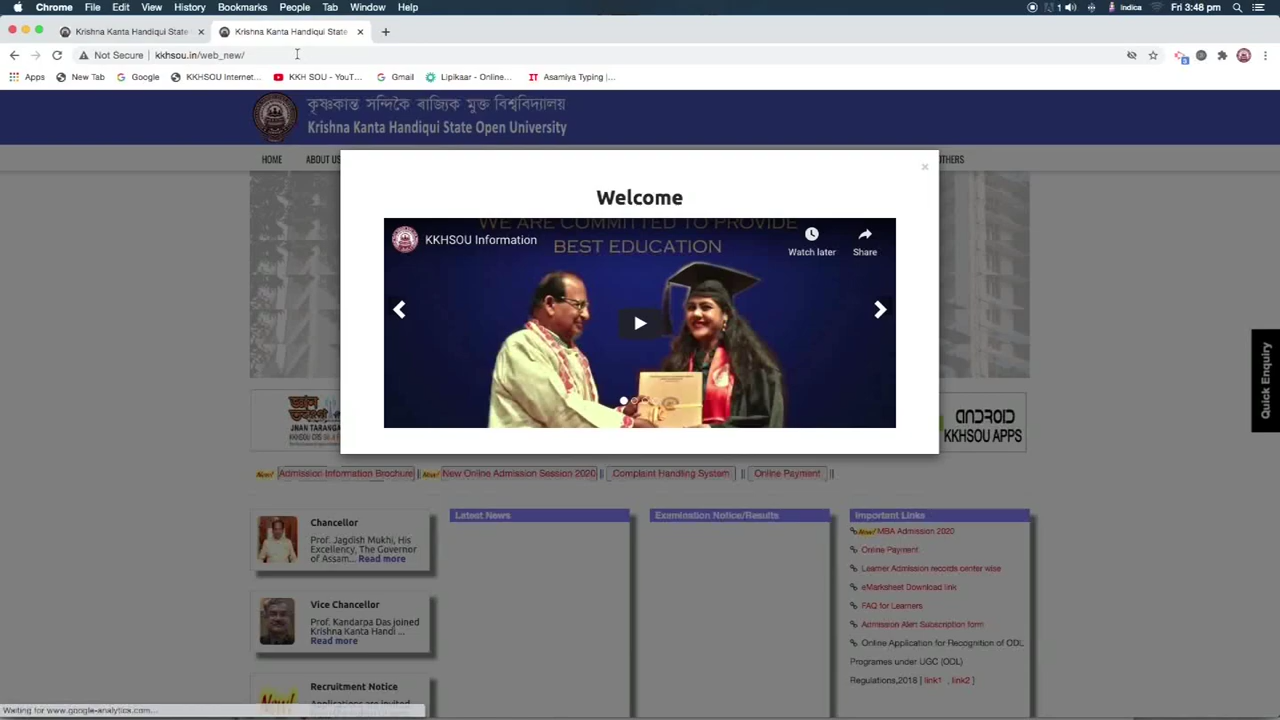 Chrome File Edit View History Bookmarks People Tab Window Help 1 Indica Fri 3:48 pm
Krishna Kanta Handiqui State Krishna Kanta Handiqui State
Not Secure kkhsou.in/web_new/
Apps New Tab Google KKHSOU Internet... KKH SOU - YouT... Gmail Lipikaar - Online... Asamiya Typing |...
কৃষ্ণকান্ত সন্দিকৈ ৰাজ্যিক মুক্ত বিশ্ববিদ্যালয়
Krishna Kanta Handiqui State Open University
HOME ABOUT US OTHERS
Welcome
WE ARE COMMITTED TO PROVIDE
BEST EDUCATION
KKHSOU Information
Watch later Share
Quick Enquiry
JNAN TARANGA
ANDROID
KKHSOU APPS
New! Admission Information Brochure || New! New Online Admission Session 2020 || Complaint Handling System || Online Payment ||
Chancellor
Prof. Jagdish Mukhi, His
Excellency, The Governor
of Assam... Read more
Vice Chancellor
Prof. Kandarpa Das joined
Krishna Kanta Handi ...
Read more
Recruitment Notice
Applications are invited
New!
Latest News
Examination Notice/Results
Important Links
New! MBA Admission 2020
Online Payment.
Learner Admission records center wise
eMarksheet Download link
FAQ for Learners
Admission Alert Subscription form
Online Application for Recognition of ODL
Programes under UGC (ODL)
Regulations,2018 [ link1 , link2 ]
Waiting for www.google-analytics.com...